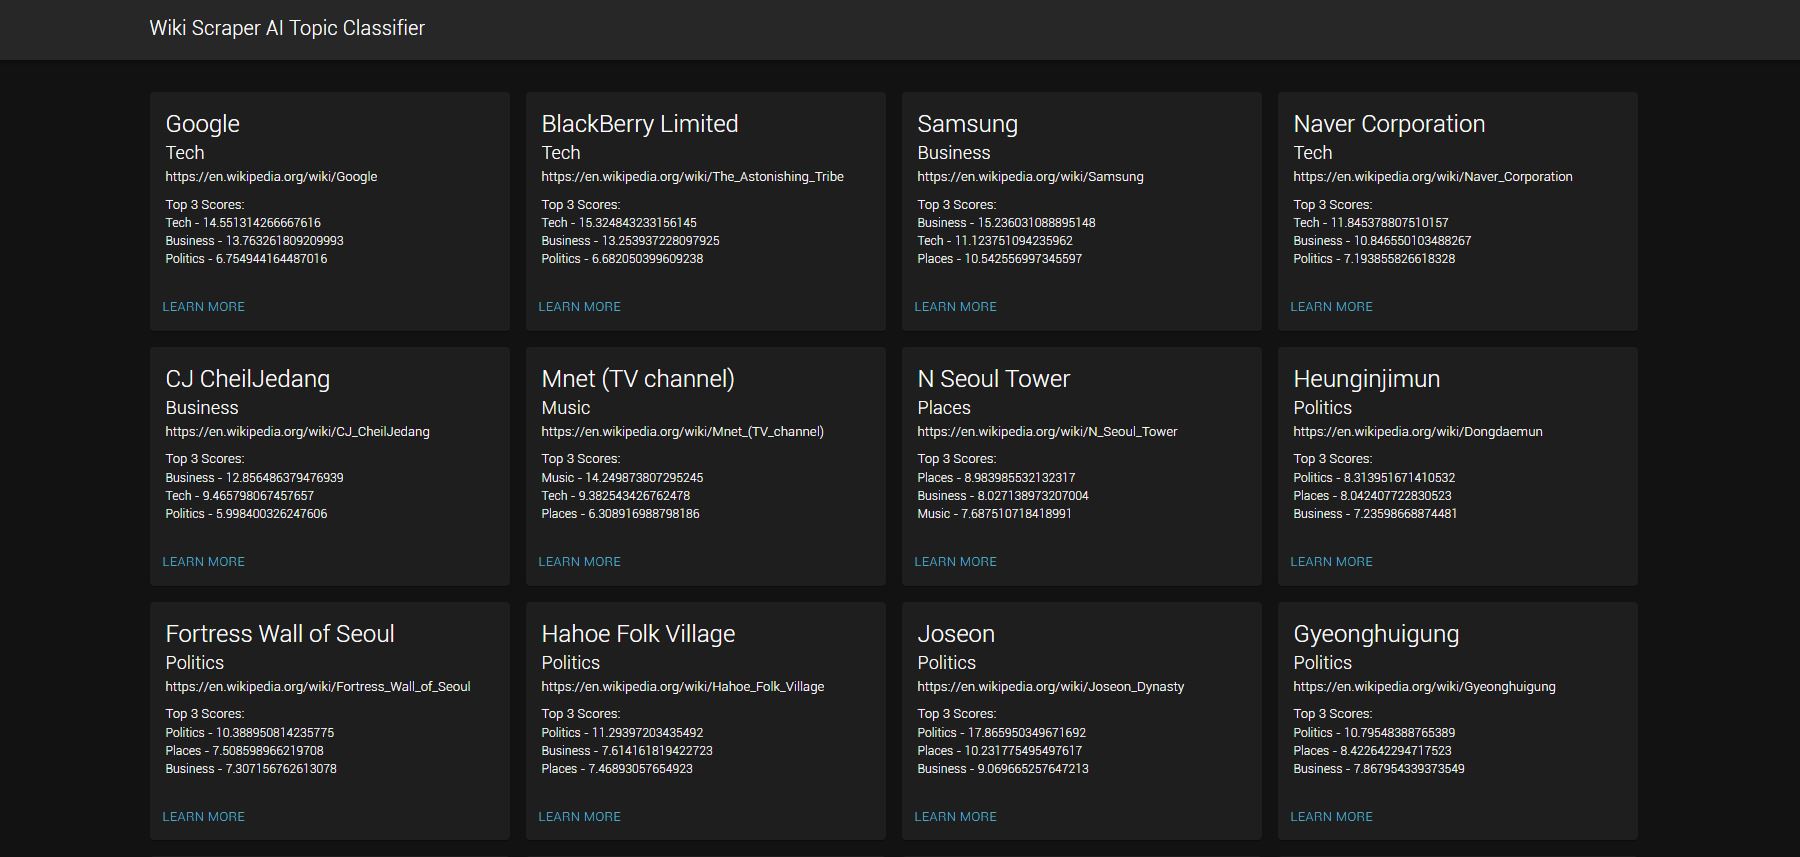 Wiki Scraper AI Topic Classifier
Google
Tech
https://en.wikipedia.org/wiki/Google
Top 3 Scores:
Tech - 14.551314266667616
Business - 13.763261809209993
Politics - 6.754944164487016
LEARN MORE
BlackBerry Limited
Tech
https://en.wikipedia.org/wiki/The_Astonishing_Tribe
Top 3 Scores:
Tech - 15.324843233156145
Business - 13.253937228097925
Politics - 6.682050399609238
LEARN MORE
Samsung
Business
https://en.wikipedia.org/wiki/Samsung
Top 3 Scores:
Business - 15.236031088895148
Tech - 11.123751094235962
Places - 10.542556997345597
LEARN MORE
Naver Corporation
Tech
https://en.wikipedia.org/wiki/Naver_Corporation
Top 3 Scores:
Tech - 11.845378807510157
Business - 10.846550103488267
Politics - 7.193855826618328
LEARN MORE
CJ CheilJedang
Business
https://en.wikipedia.org/wiki/CJ_CheilJedang
Top 3 Scores:
Business - 12.856486379476939
Tech - 9.465798067457657
Politics - 5.998400326247606
LEARN MORE
Mnet (TV channel)
Music
https://en.wikipedia.org/wiki/Mnet_(TV_channel)
Top 3 Scores:
Music - 14.249873807295245
Tech - 9.382543426762478
Places - 6.308916988798186
LEARN MORE
N Seoul Tower
Places
https://en.wikipedia.org/wiki/N_Seoul_Tower
Top 3 Scores:
Places - 8.983985532132317
Business - 8.027138973207004
Music - 7.687510718418991
LEARN MORE
Heunginjimun
Politics
https://en.wikipedia.org/wiki/Dongdaemun
Top 3 Scores:
Politics - 8.313951671410532
Places - 8.042407722830523
Business - 7.23598668874481
LEARN MORE
Fortress Wall of Seoul
Politics
https://en.wikipedia.org/wiki/Fortress_Wall_of_Seoul
Top 3 Scores:
Politics - 10.388950814235775
Places - 7.508598966219708
Business - 7.307156762613078
LEARN MORE
Hahoe Folk Village
Politics
https://en.wikipedia.org/wiki/Hahoe_Folk_Village
Top 3 Scores:
Politics - 11.29397203435492
Business - 7.614161819422723
Places - 7.46893057654923
LEARN MORE
Joseon
Politics
https://en.wikipedia.org/wiki/Joseon_Dynasty
Top 3 Scores:
Politics - 17.865950349671692
Places - 10.231775495497617
Business - 9.069665257647213
LEARN MORE
Gyeonghuigung
Politics
https://en.wikipedia.org/wiki/Gyeonghuigung
Top 3 Scores:
Politics - 10.79548388765389
Places - 8.422642294717523
Business - 7.867954339373549
LEARN MORE